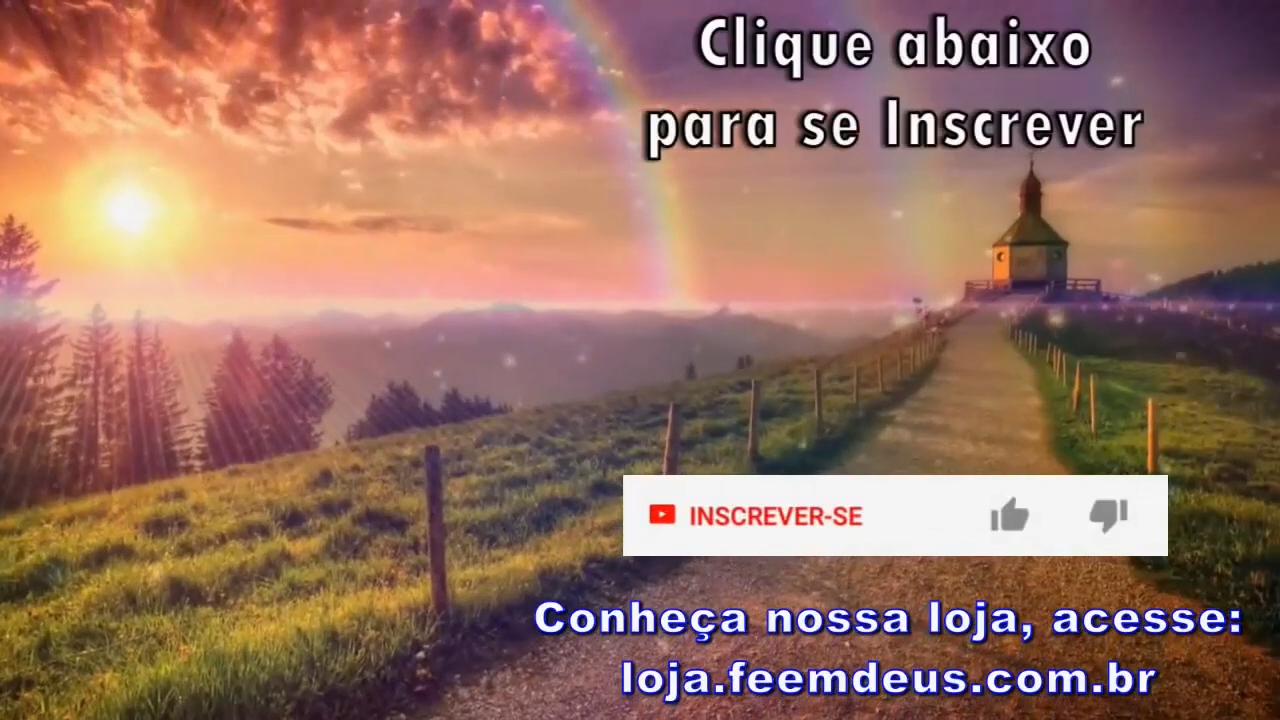 Clique abaixo
para se Inscrever
INSCREVER-SE
Conheça nossa loja, acesse:
loja.feemdeus.com.br